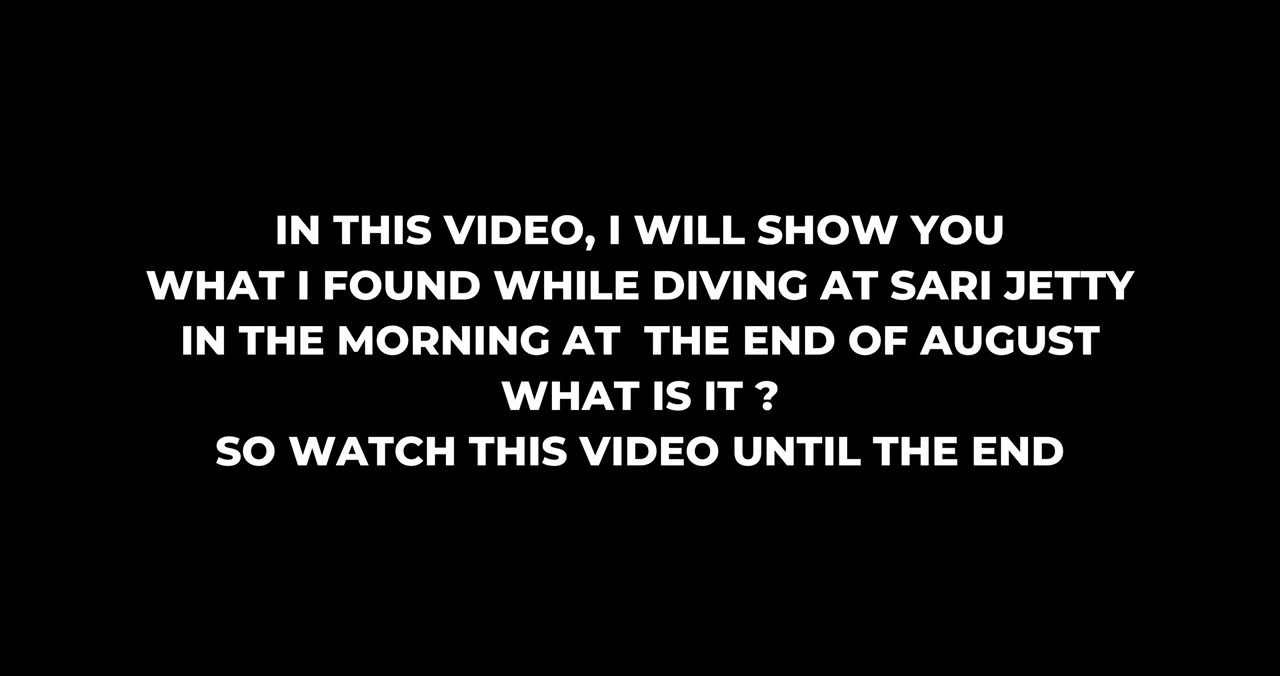 IN THIS VIDEO, I WILL SHOW YOU
WHAT I FOUND WHILE DIVING AT SARI JETTY
IN THE MORNING AT  THE END OF AUGUST
WHAT IS IT ?
SO WATCH THIS VIDEO UNTIL THE END